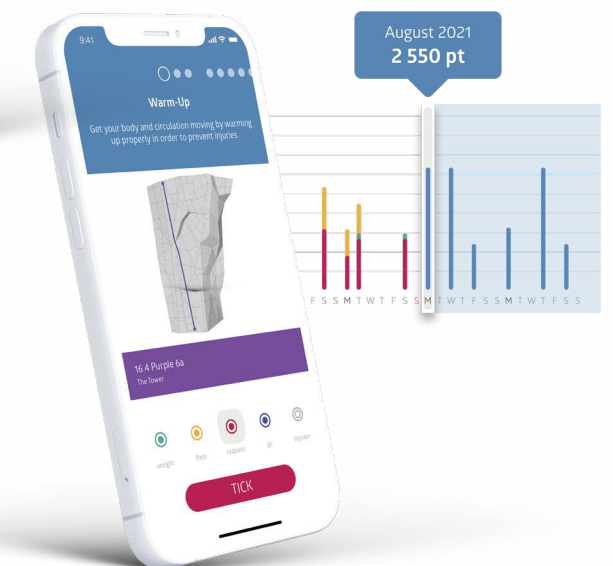 August 2021
2 550 pt
9:41
Warm-Up
Get your body and circulation moving by warming
up properly in order to prevent injuries
F S S M T W T F S S M T W T F S S M T W T F S S
16.4 Purple 6a
The Tower
onsight flash redpoint toprope
TICK